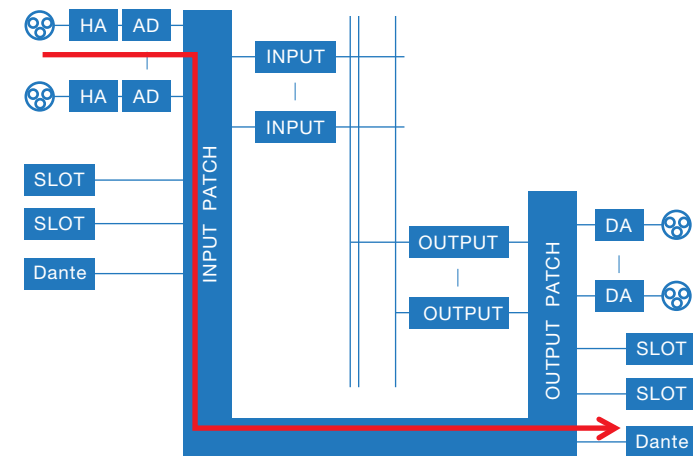 HA AD
INPUT
HA AD
INPUT
INPUT PATCH
SLOT
SLOT
Dante
OUTPUT
OUTPUT
OUTPUT PATCH
DA
DA
SLOT
SLOT
Dante